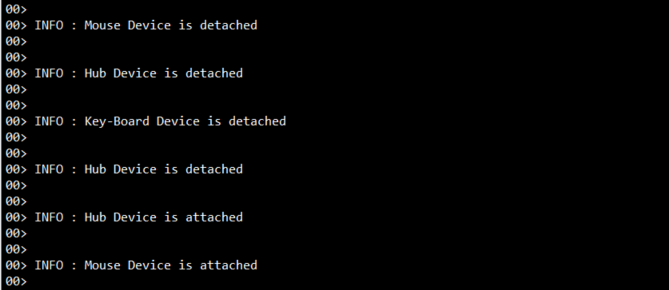 00>
00> INFO : Mouse Device is detached
00>
00>
00> INFO : Hub Device is detached
00>
00>
00> INFO : Key-Board Device is detached
00>
00>
00> INFO : Hub Device is detached
00>
00>
00> INFO : Hub Device is attached
00>
00>
00> INFO : Mouse Device is attached
00>